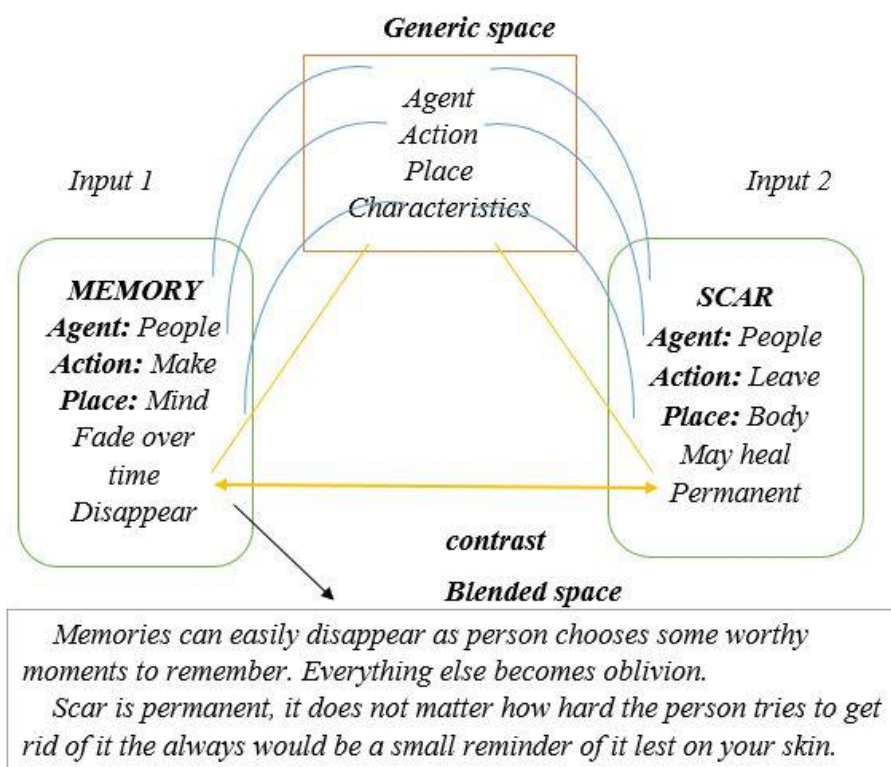 Generic space
Agent
Action
Place
Characteristics
Input 1
Input 2
MEMORY
Agent: People
Action: Make
Place: Mind
Fade over
time
Disappear
SCAR
Agent: People
Action: Leave
Place: Body
May heal
Permanent
contrast
Blended space
Memories can easily disappear as person chooses some worthy
moments to remember. Everything else becomes oblivion.
Scar is permanent, it does not matter how hard the person tries to get
rid of it the always would be a small reminder of it lest on your skin.